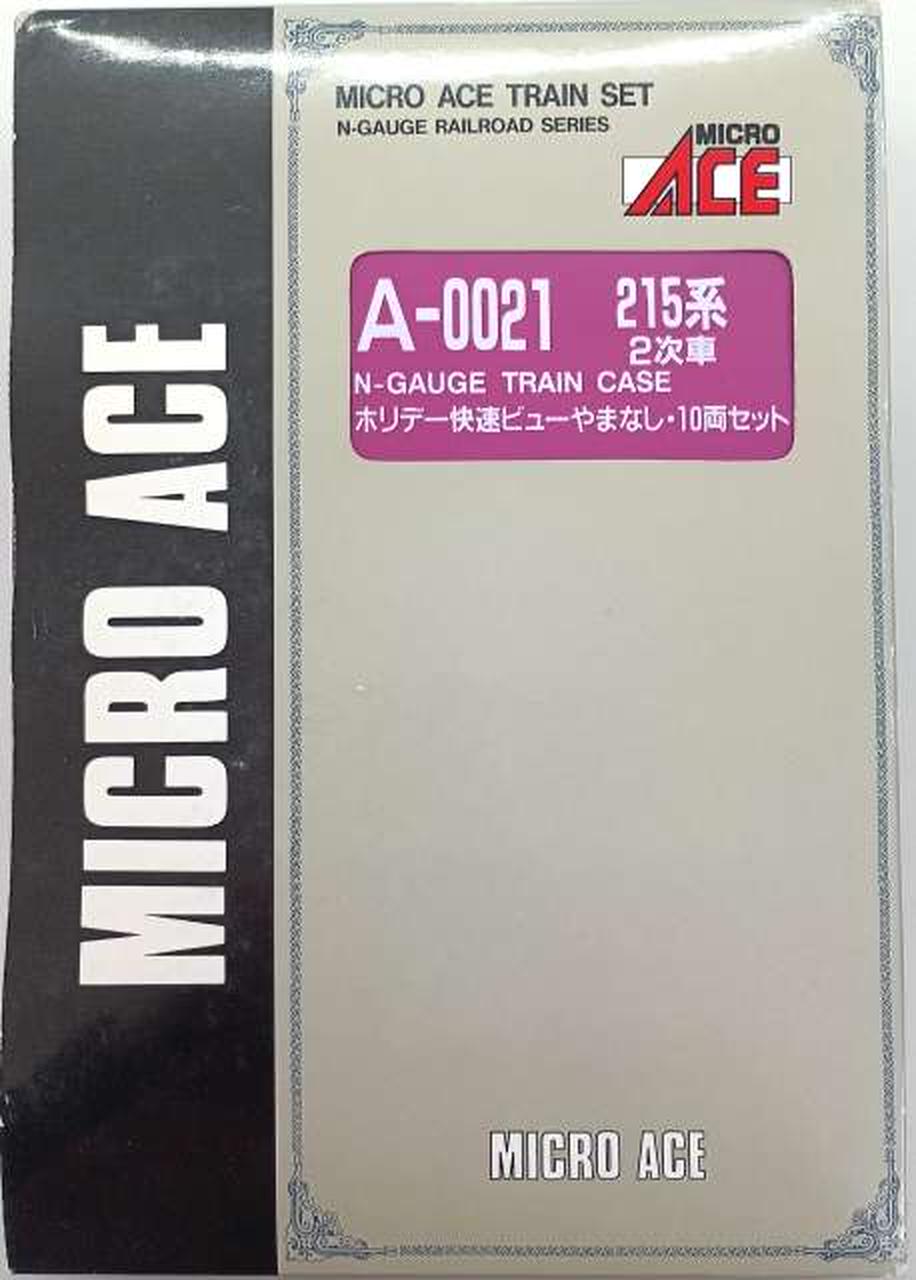 MICRO ACE
MICRO ACE TRAIN SET
N-GAUGE RAILROAD SERIES
MICRO
ACE
A-0021 215系
2次車
N-GAUGE TRAIN CASE
ホリデー快速ビューやまなし・10両セット
MICRO ACE